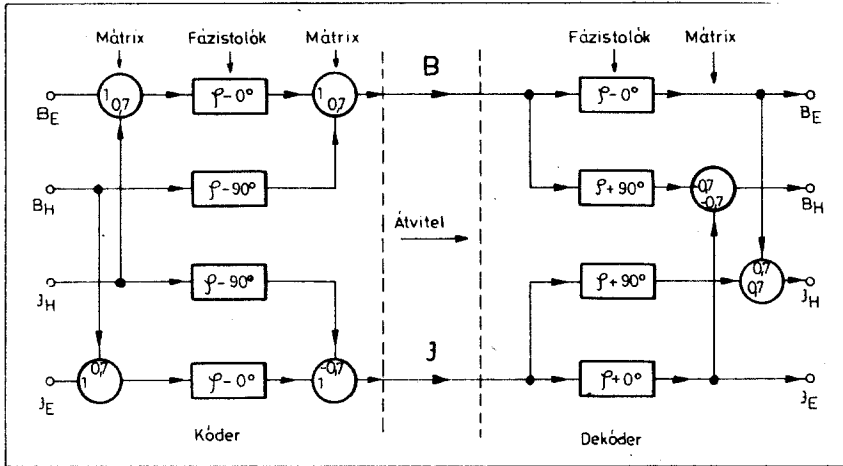 Mátrix Fázistolók Mátrix B Fázistolók Mátrix
B_E 1 0,7 φ-0° 1 0,7 φ-0° B_E
B_H φ-90° φ+90° -0,7 -0,7 B_H
Átvitel
J_H φ-90° φ+90° 0,7 0,7 J_H
J_E 1 0,7 φ-0° 1 -0,7 J φ+0° J_E
Kóder Dekóder